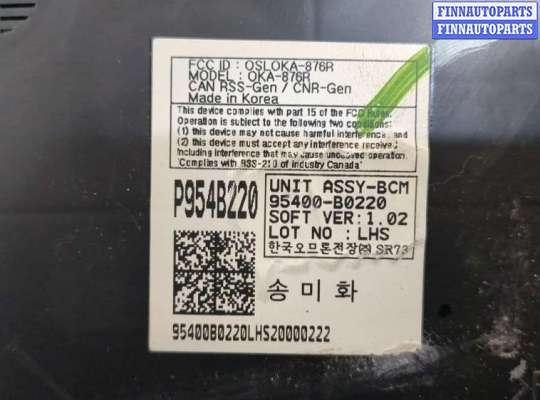 FINNAUTOPARTS
FINNAUTOPARTS
FINNAUTOPARTS
FCC ID : OSLOKA-876R
MODEL : OKA-876R
CAN RSS-Gen / CNR-Gen
Made in Korea
This device complies with part 15 of the FCC Rules.
Operation is subject to the following two conditions:
(1) this device may not cause harmful interference, and
(2) this device must accept any interference received
Including interference that may cause undesired operation.
"Complies with RSS-210 of Industry Canada"
P954B220
UNIT ASSY-BCM
95400-B0220
SOFT VER:1.02
LOT NO :LHS
한국오므론전장㈜ SR73
송미화
95400B0220LHS20000222